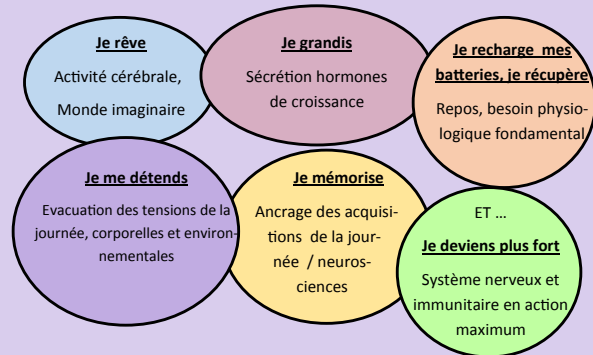 Je rêve
Activité cérébrale,
Monde imaginaire
Je grandis
Sécrétion hormones
de croissance
Je recharge mes
batteries, je récupère
Repos, besoin physio-
logique fondamental
Je me détends
Evacuation des tensions de la
journée, corporelles et environ-
nementales
Je mémorise
Ancrage des acquisi-
tions de la jour-
née / neuros-
ciences
ET ...
Je deviens plus fort
Système nerveux et
immunitaire en action
maximum